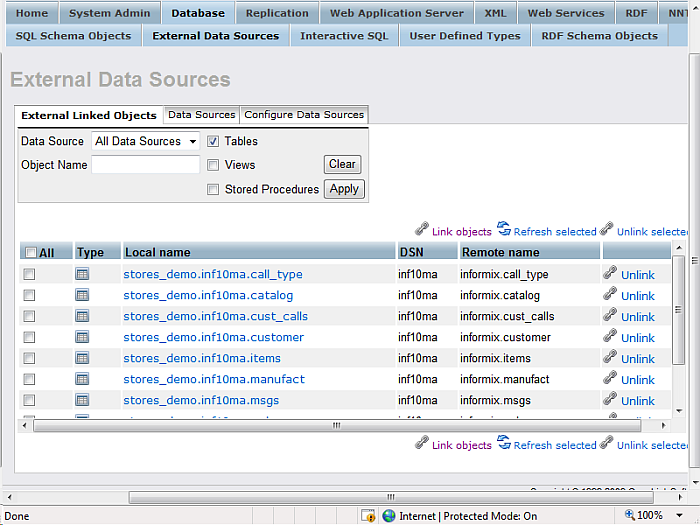 Home System Admin Database Replication Web Application Server XML Web Services RDF NNT
SQL Schema Objects External Data Sources Interactive SQL User Defined Types RDF Schema Objects
External Data Sources
External Linked Objects Data Sources Configure Data Sources
Data Source All Data Sources Tables
Object Name Views Clear
Stored Procedures Apply
Link objects Refresh selected Unlink selected
All Type Local name DSN Remote name
stores_demo.inf10ma.call_type inf10ma informix.call_type Unlink
stores_demo.inf10ma.catalog inf10ma informix.catalog Unlink
stores_demo.inf10ma.cust_calls inf10ma informix.cust_calls Unlink
stores_demo.inf10ma.customer inf10ma informix.customer Unlink
stores_demo.inf10ma.items inf10ma informix.items Unlink
stores_demo.inf10ma.manufact inf10ma informix.manufact Unlink
stores_demo.inf10ma.msgs inf10ma informix.msgs Unlink
Link objects Refresh selected Unlink selected
Done Internet | Protected Mode: On 100%